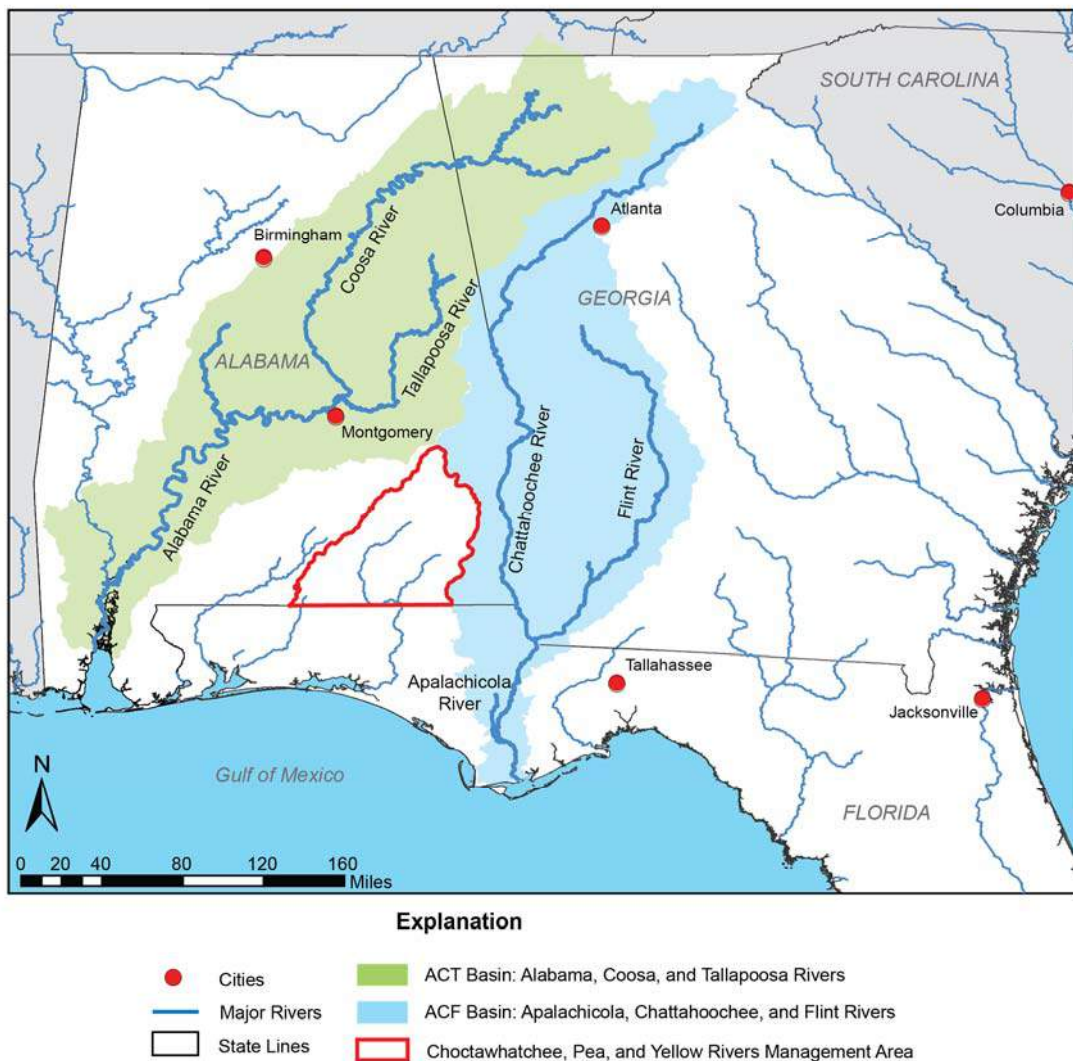 SOUTH CAROLINA
Columbia
Atlanta
Birmingham
Coosa River
GEORGIA
Tallapoosa River
ALABAMA
Montgomery
Chattahoochee River
Flint River
Alabama River
Tallahassee
Apalachicola
River
Jacksonville
Gulf of Mexico
FLORIDA
N
0 20 40 80 120 160
Miles
Explanation
Cities
Major Rivers
State Lines
ACT Basin: Alabama, Coosa, and Tallapoosa Rivers
ACF Basin: Apalachicola, Chattahoochee, and Flint Rivers
Choctawhatchee, Pea, and Yellow Rivers Management Area